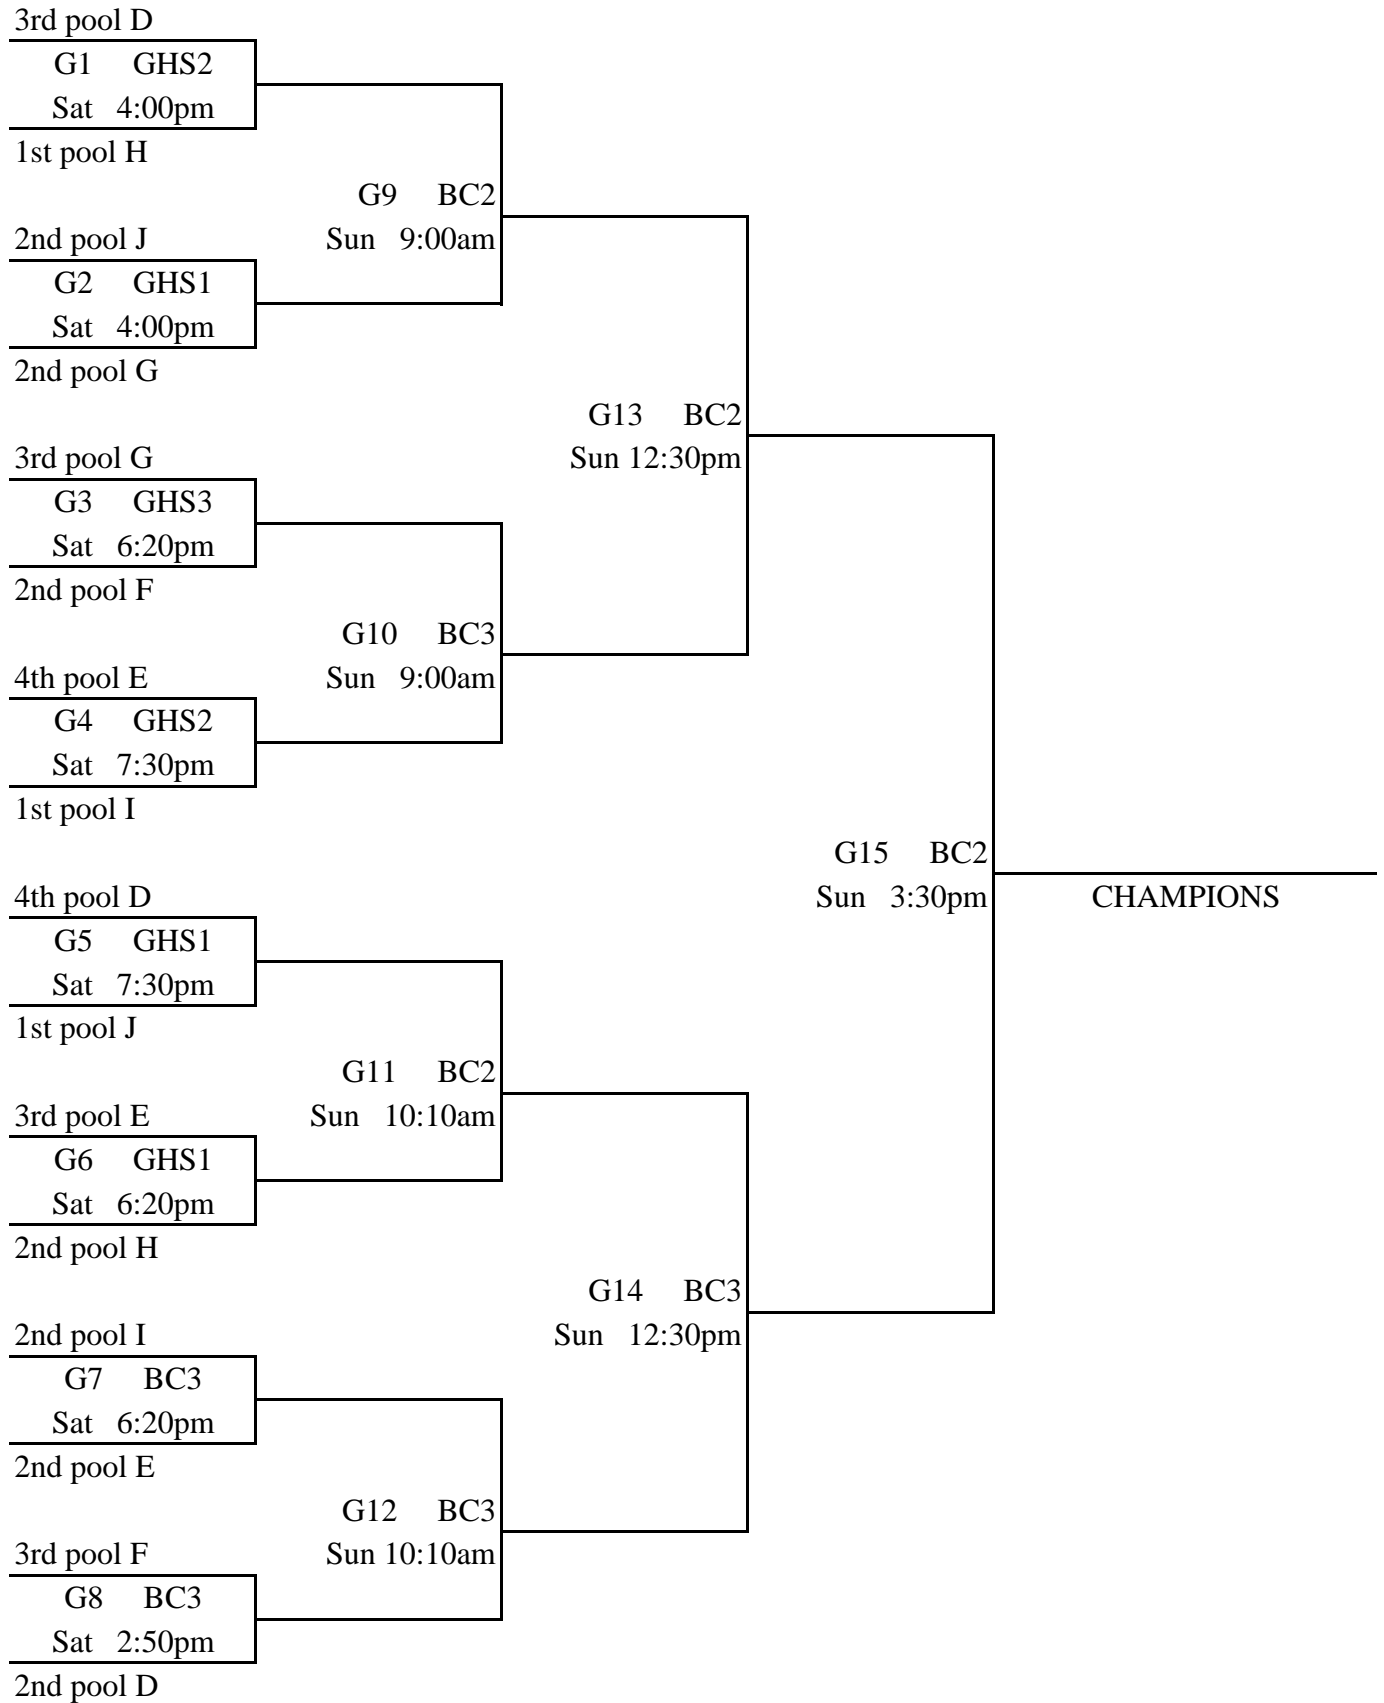 3rd pool D
G1 GHS2
Sat 4:00pm
1st pool H
G9 BC2
Sun 9:00am
2nd pool J
G2 GHS1
Sat 4:00pm
2nd pool G
G13 BC2
Sun 12:30pm
3rd pool G
G3 GHS3
Sat 6:20pm
2nd pool F
G10 BC3
Sun 9:00am
4th pool E
G4 GHS2
Sat 7:30pm
1st pool I
G15 BC2
Sun 3:30pm
CHAMPIONS
4th pool D
G5 GHS1
Sat 7:30pm
1st pool J
G11 BC2
Sun 10:10am
3rd pool E
G6 GHS1
Sat 6:20pm
2nd pool H
G14 BC3
Sun 12:30pm
2nd pool I
G7 BC3
Sat 6:20pm
2nd pool E
G12 BC3
Sun 10:10am
3rd pool F
G8 BC3
Sat 2:50pm
2nd pool D